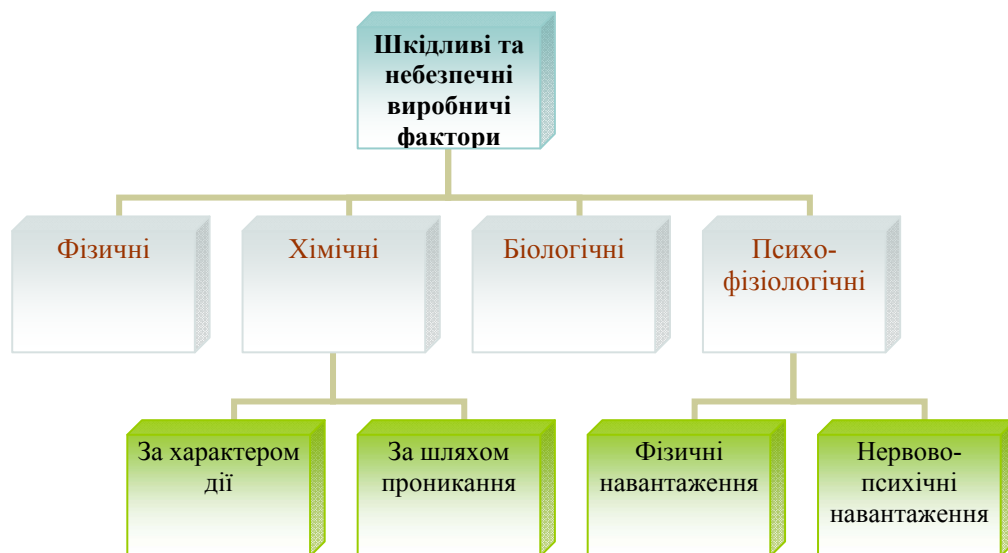 Шкідливі та
небезпечні
виробничі
фактори
Фізичні
Хімічні
Біологічні
Психо-
фізіологічні
За характером
дії
За шляхом
проникання
Фізичні
навантаження
Нервово-
психічні
навантаження